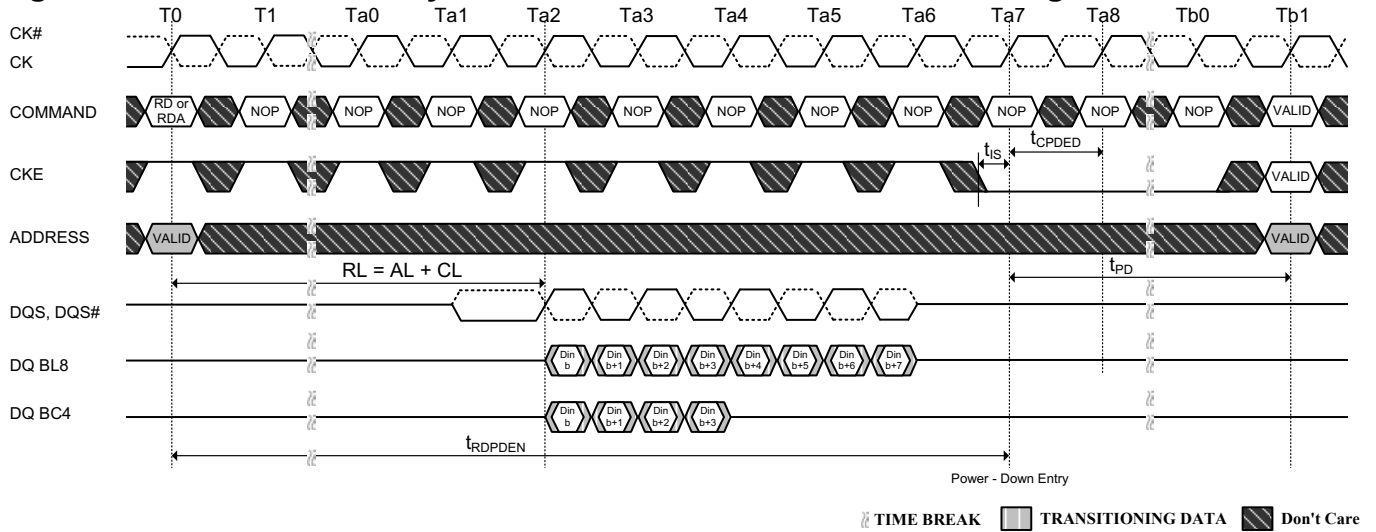 T0 T1 Ta0 Ta1 Ta2 Ta3 Ta4 Ta5 Ta6 Ta7 Ta8 Tb0 Tb1
CK#
CK
COMMAND RD or RDA NOP NOP NOP NOP NOP NOP NOP NOP NOP NOP NOP VALID
tIS tCPDED
CKE VALID
ADDRESS VALID VALID
RL = AL + CL tPD
DQS, DQS#
DQ BL8 Din b Din b+1 Din b+2 Din b+3 Din b+4 Din b+5 Din b+6 Din b+7
DQ BC4 Din b Din b+1 Din b+2 Din b+3
tRDPDEN
Power - Down Entry
TIME BREAK TRANSITIONING DATA Don't Care